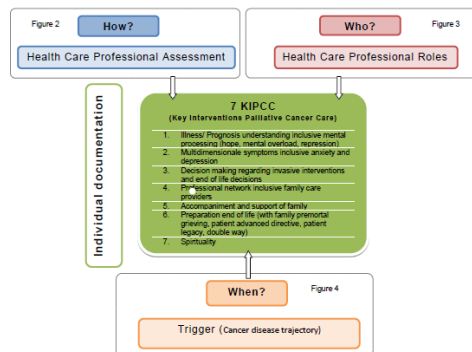 Figure 2
How?
Health Care Professional Assessment
Who?
Figure 3
Health Care Professional Roles
Individual documentation
7 KIPCC
(Key Interventions Palliative Cancer Care)
1. Illness/ Prognosis understanding inclusive mental
processing (hope, mental overload, repression)
2. Multidimensionale symptoms inclusive anxiety and
depression
3. Decision making regarding invasive interventions
and end of life decisions
4. Professional network inclusive family care
providers
5. Accompaniment and support of family
6. Preparation end of life (with family premortal
grieving, patient advanced directive, patient
legacy, double way)
7. Spirituality
When?
Figure 4
Trigger (Cancer disease trajectory)